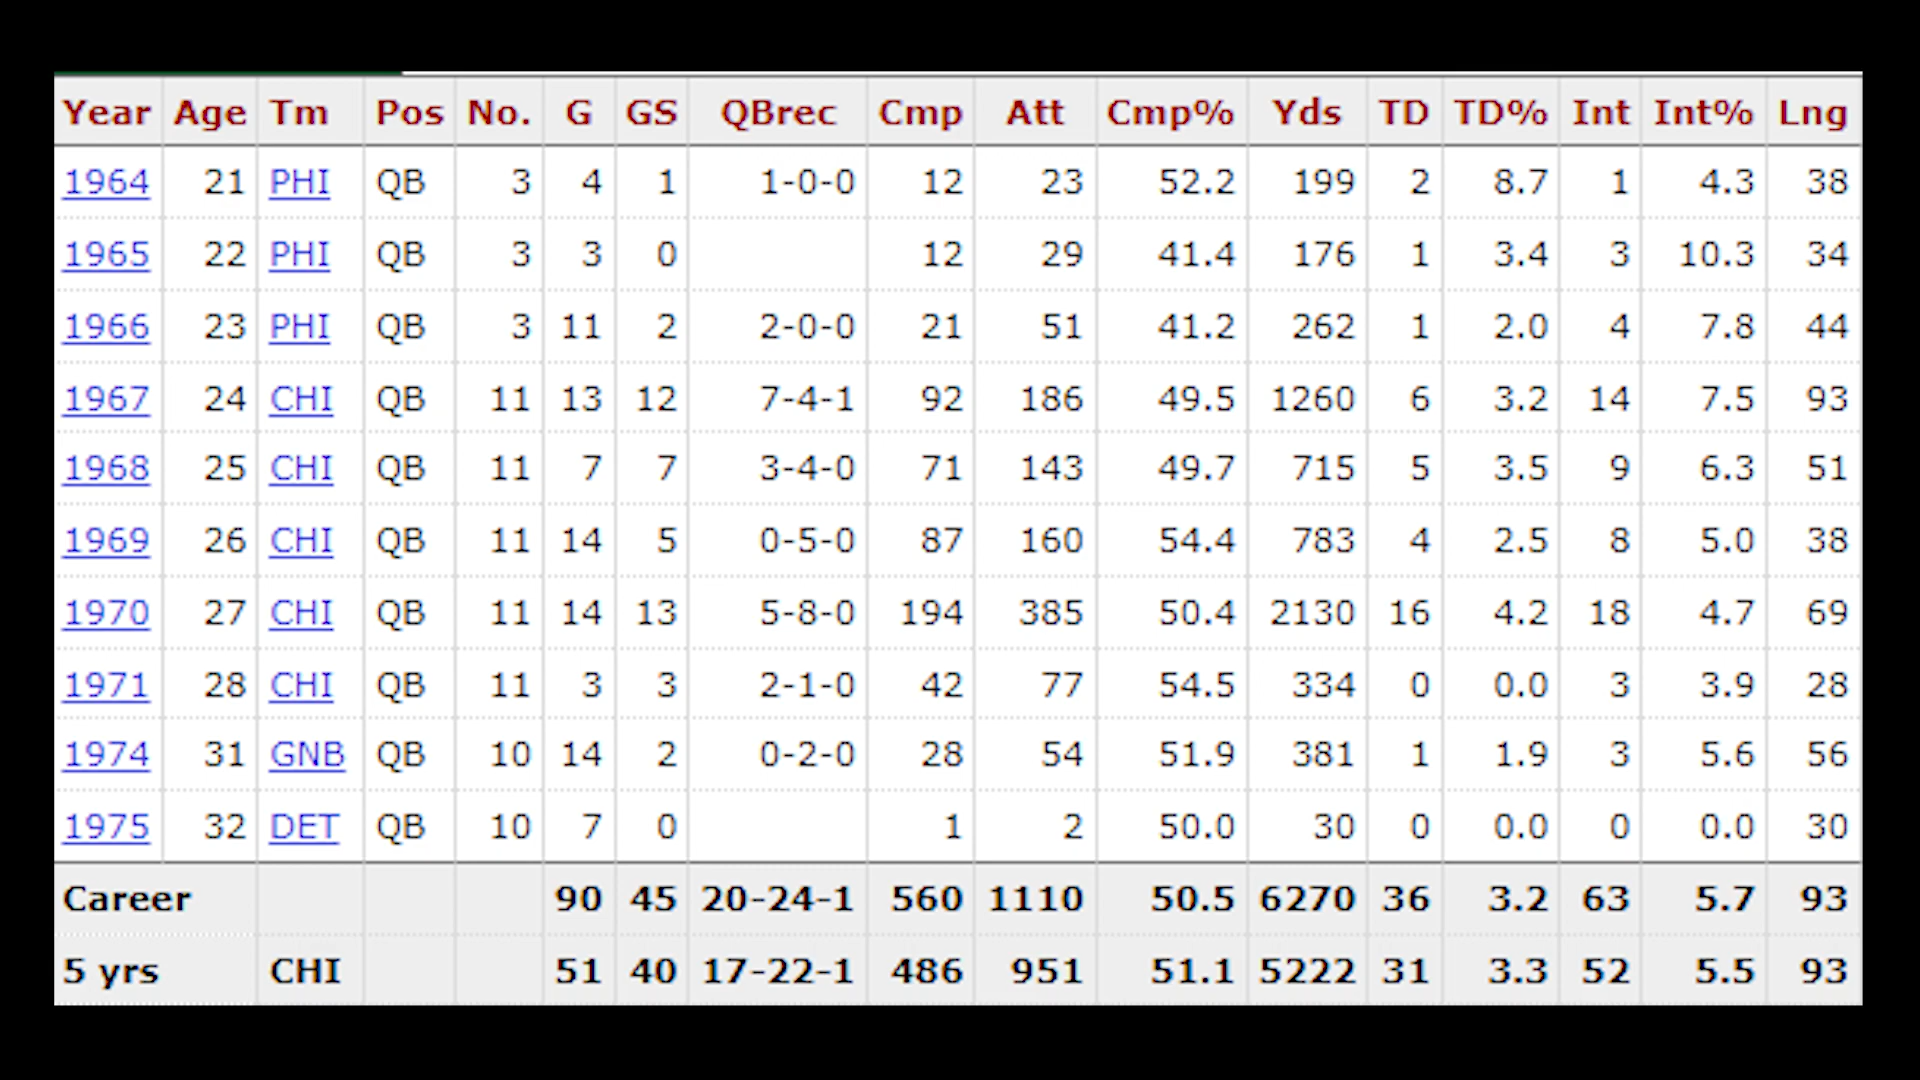 Year Age Tm Pos No. G GS QBrec Cmp Att Cmp% Yds TD TD% Int Int% Lng
1964 21 PHI QB 3 4 1 1-0-0 12 23 52.2 199 2 8.7 1 4.3 38
1965 22 PHI QB 3 3 0 12 29 41.4 176 1 3.4 3 10.3 34
1966 23 PHI QB 3 11 2 2-0-0 21 51 41.2 262 1 2.0 4 7.8 44
1967 24 CHI QB 11 13 12 7-4-1 92 186 49.5 1260 6 3.2 14 7.5 93
1968 25 CHI QB 11 7 7 3-4-0 71 143 49.7 715 5 3.5 9 6.3 51
1969 26 CHI QB 11 14 5 0-5-0 87 160 54.4 783 4 2.5 8 5.0 38
1970 27 CHI QB 11 14 13 5-8-0 194 385 50.4 2130 16 4.2 18 4.7 69
1971 28 CHI QB 11 3 3 2-1-0 42 77 54.5 334 0 0.0 3 3.9 28
1974 31 GNB QB 10 14 2 0-2-0 28 54 51.9 381 1 1.9 3 5.6 56
1975 32 DET QB 10 7 0 1 2 50.0 30 0 0.0 0 0.0 30
Career 90 45 20-24-1 560 1110 50.5 6270 36 3.2 63 5.7 93
5 yrs CHI 51 40 17-22-1 486 951 51.1 5222 31 3.3 52 5.5 93